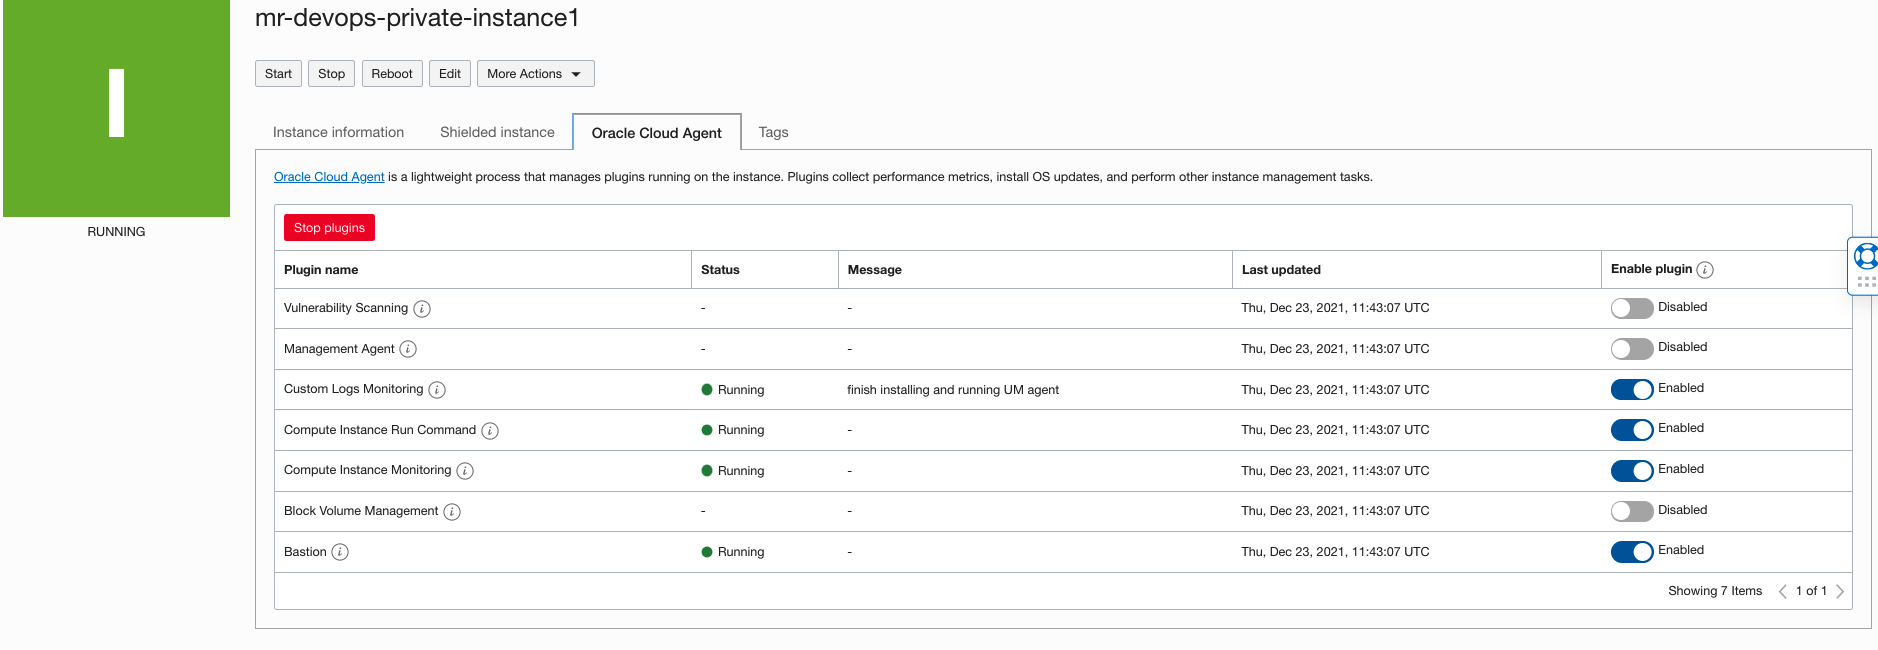 mr-devops-private-instance1
Start Stop Reboot Edit More Actions
Instance information Shielded instance Oracle Cloud Agent Tags
Oracle Cloud Agent is a lightweight process that manages plugins running on the instance. Plugins collect performance metrics, install OS updates, and perform other instance management tasks.
RUNNING
Stop plugins
Plugin name Status Message Last updated Enable plugin i
Vulnerability Scanning i - - Thu, Dec 23, 2021, 11:43:07 UTC Disabled
Management Agent i - - Thu, Dec 23, 2021, 11:43:07 UTC Disabled
Custom Logs Monitoring i Running finish installing and running UM agent Thu, Dec 23, 2021, 11:43:07 UTC Enabled
Compute Instance Run Command i Running - Thu, Dec 23, 2021, 11:43:07 UTC Enabled
Compute Instance Monitoring i Running - Thu, Dec 23, 2021, 11:43:07 UTC Enabled
Block Volume Management i - - Thu, Dec 23, 2021, 11:43:07 UTC Disabled
Bastion i Running - Thu, Dec 23, 2021, 11:43:07 UTC Enabled
Showing 7 Items 1 of 1